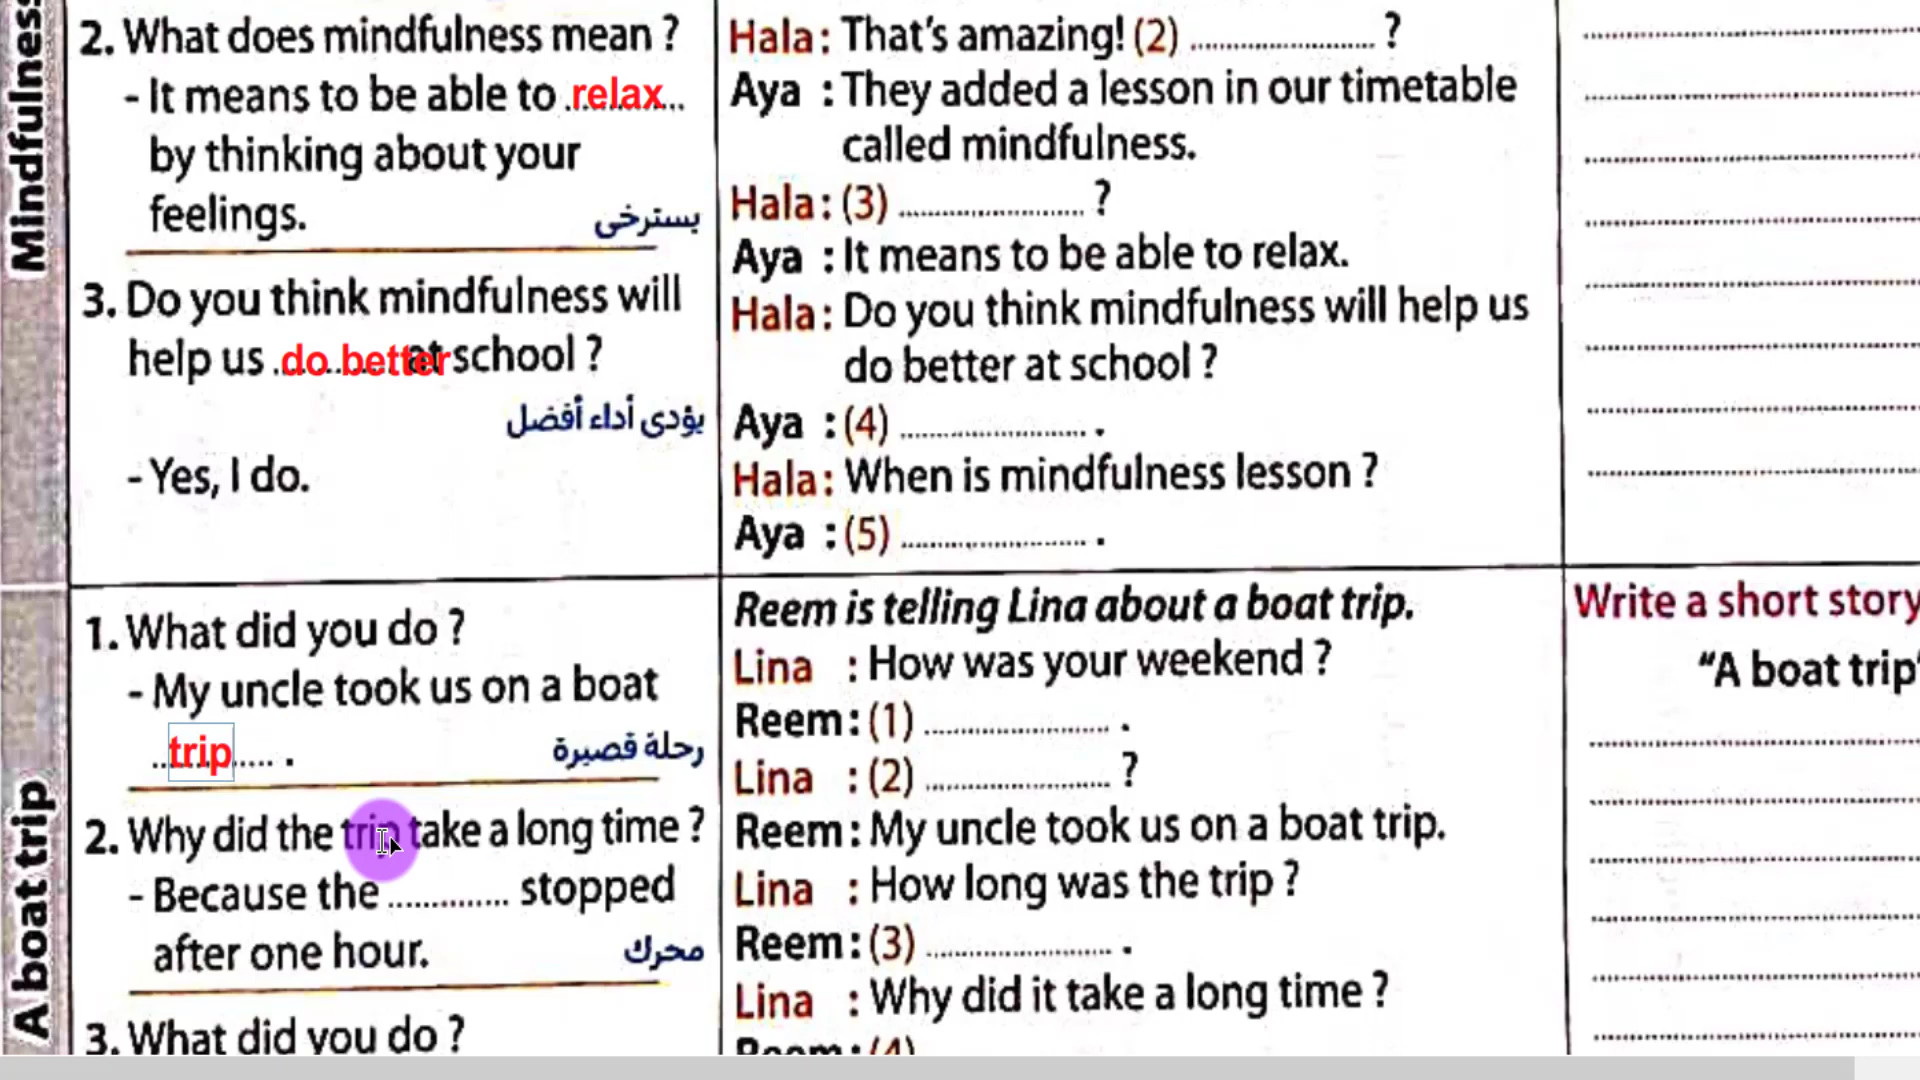 Mindfulness
2. What does mindfulness mean ?
- It means to be able to ..relax...
by thinking about your
feelings. يسترخى
3. Do you think mindfulness will
help us do better at school ?
يؤدى أداء أفضل
- Yes, I do.
Hala : That's amazing! (2) ........................ ?
Aya : They added a lesson in our timetable
called mindfulness.
Hala : (3) ........................ ?
Aya : It means to be able to relax.
Hala : Do you think mindfulness will help us
do better at school ?
Aya : (4) ........................ .
Hala : When is mindfulness lesson ?
Aya : (5) ........................ .
A boat trip
1. What did you do ?
- My uncle took us on a boat
..trip..... . رحلة قصيرة
2. Why did the trip take a long time ?
- Because the ............. stopped
after one hour. محرك
3. What did you do ?
Reem is telling Lina about a boat trip.
Lina : How was your weekend ?
Reem : (1) ........................ .
Lina : (2) ........................ ?
Reem : My uncle took us on a boat trip.
Lina : How long was the trip ?
Reem : (3) ........................ .
Lina : Why did it take a long time ?
Reem : (4)
Write a short story
"A boat trip"